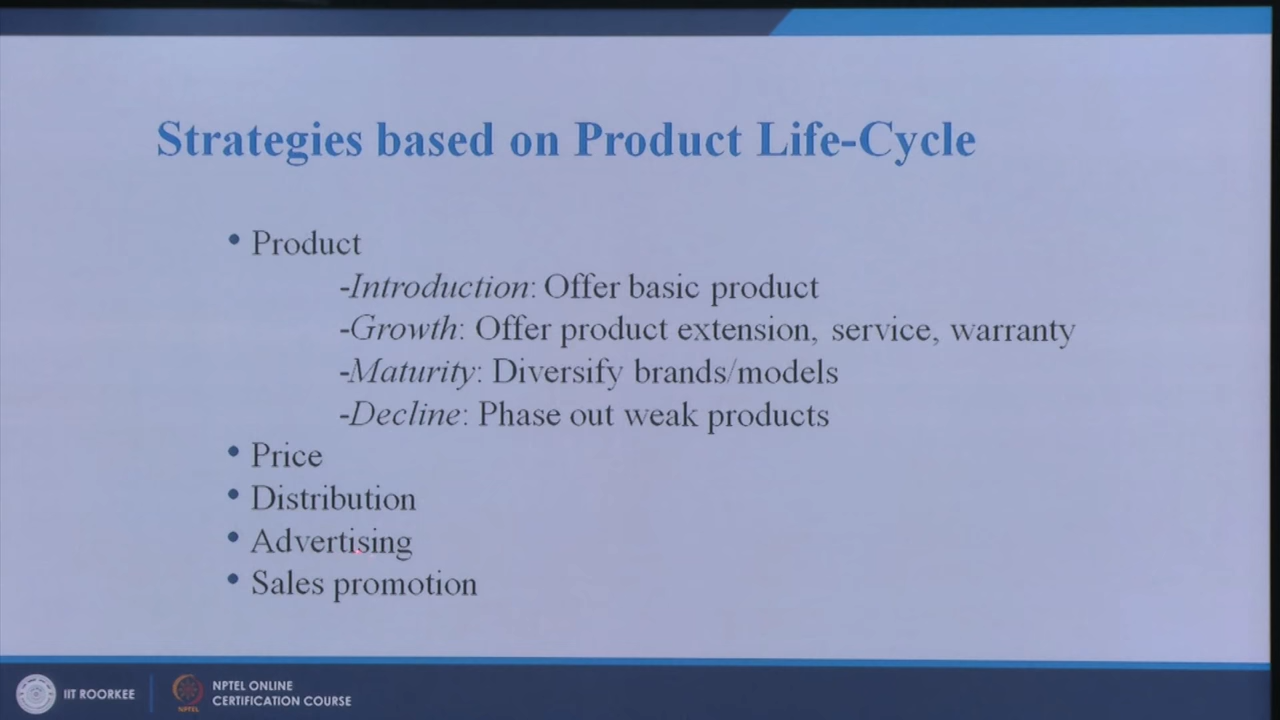 Strategies based on Product Life-Cycle
• Product
-Introduction: Offer basic product
-Growth: Offer product extension, service, warranty
-Maturity: Diversify brands/models
-Decline: Phase out weak products
• Price
• Distribution
• Advertising
• Sales promotion
IIT ROORKEE
NPTEL ONLINE
CERTIFICATION COURSE
NPTEL